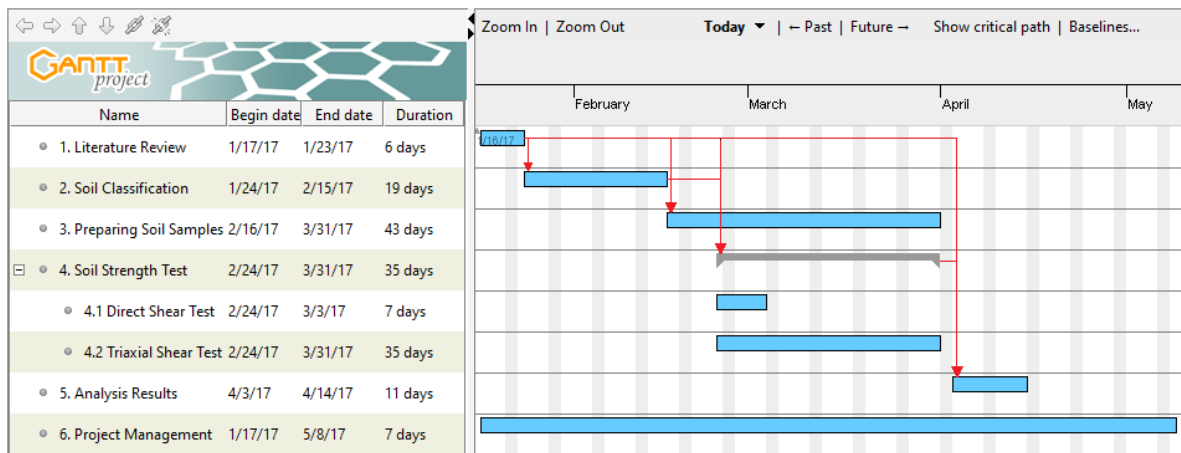 Zoom In | Zoom Out Today ▼ | ←Past | Future→ Show critical path | Baselines...
GANTT
project
February March April May
Name Begin date End date Duration
1/16/17
1. Literature Review 1/17/17 1/23/17 6 days
2. Soil Classification 1/24/17 2/15/17 19 days
3. Preparing Soil Samples 2/16/17 3/31/17 43 days
4. Soil Strength Test 2/24/17 3/31/17 35 days
4.1 Direct Shear Test 2/24/17 3/3/17 7 days
4.2 Triaxial Shear Test 2/24/17 3/31/17 35 days
5. Analysis Results 4/3/17 4/14/17 11 days
6. Project Management 1/17/17 5/8/17 7 days